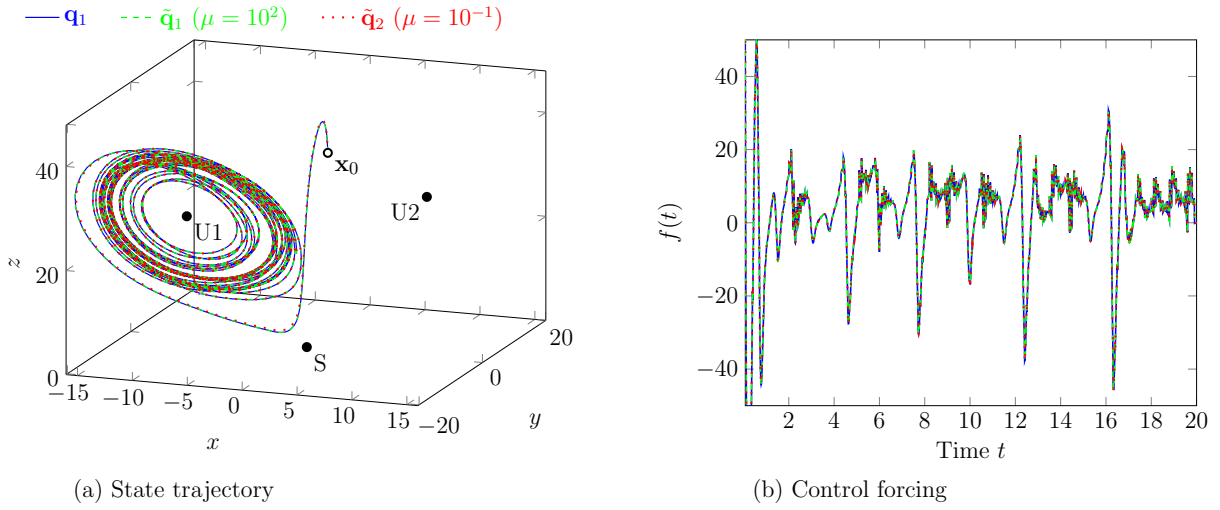 q₁ q̃₁ (μ = 10²) q̃₂ (μ = 10⁻¹)
40
20
0
z
−15 −10 −5 0 5 10 15
x
−20 0 20
y
x₀
U1
U2
S
(a) State trajectory
40
20
0
−20
−40
f(t)
2 4 6 8 10 12 14 16 18 20
Time t
(b) Control forcing